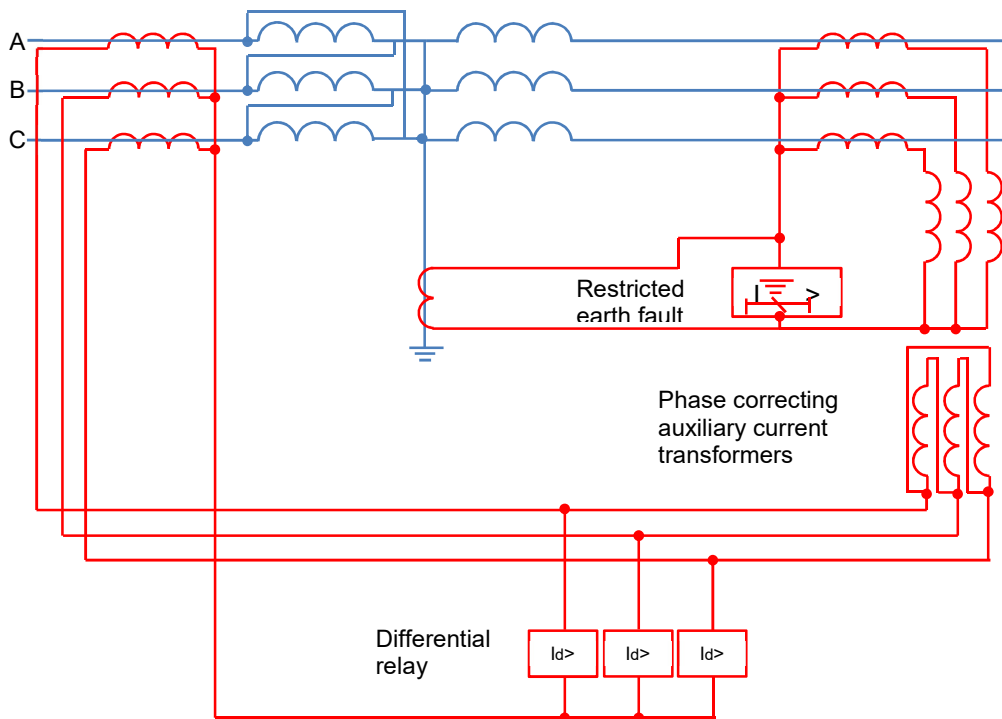 A
B
C
Restricted
earth fault
I >
Phase correcting
auxiliary current
transformers
Differential
relay
Id> Id> Id>